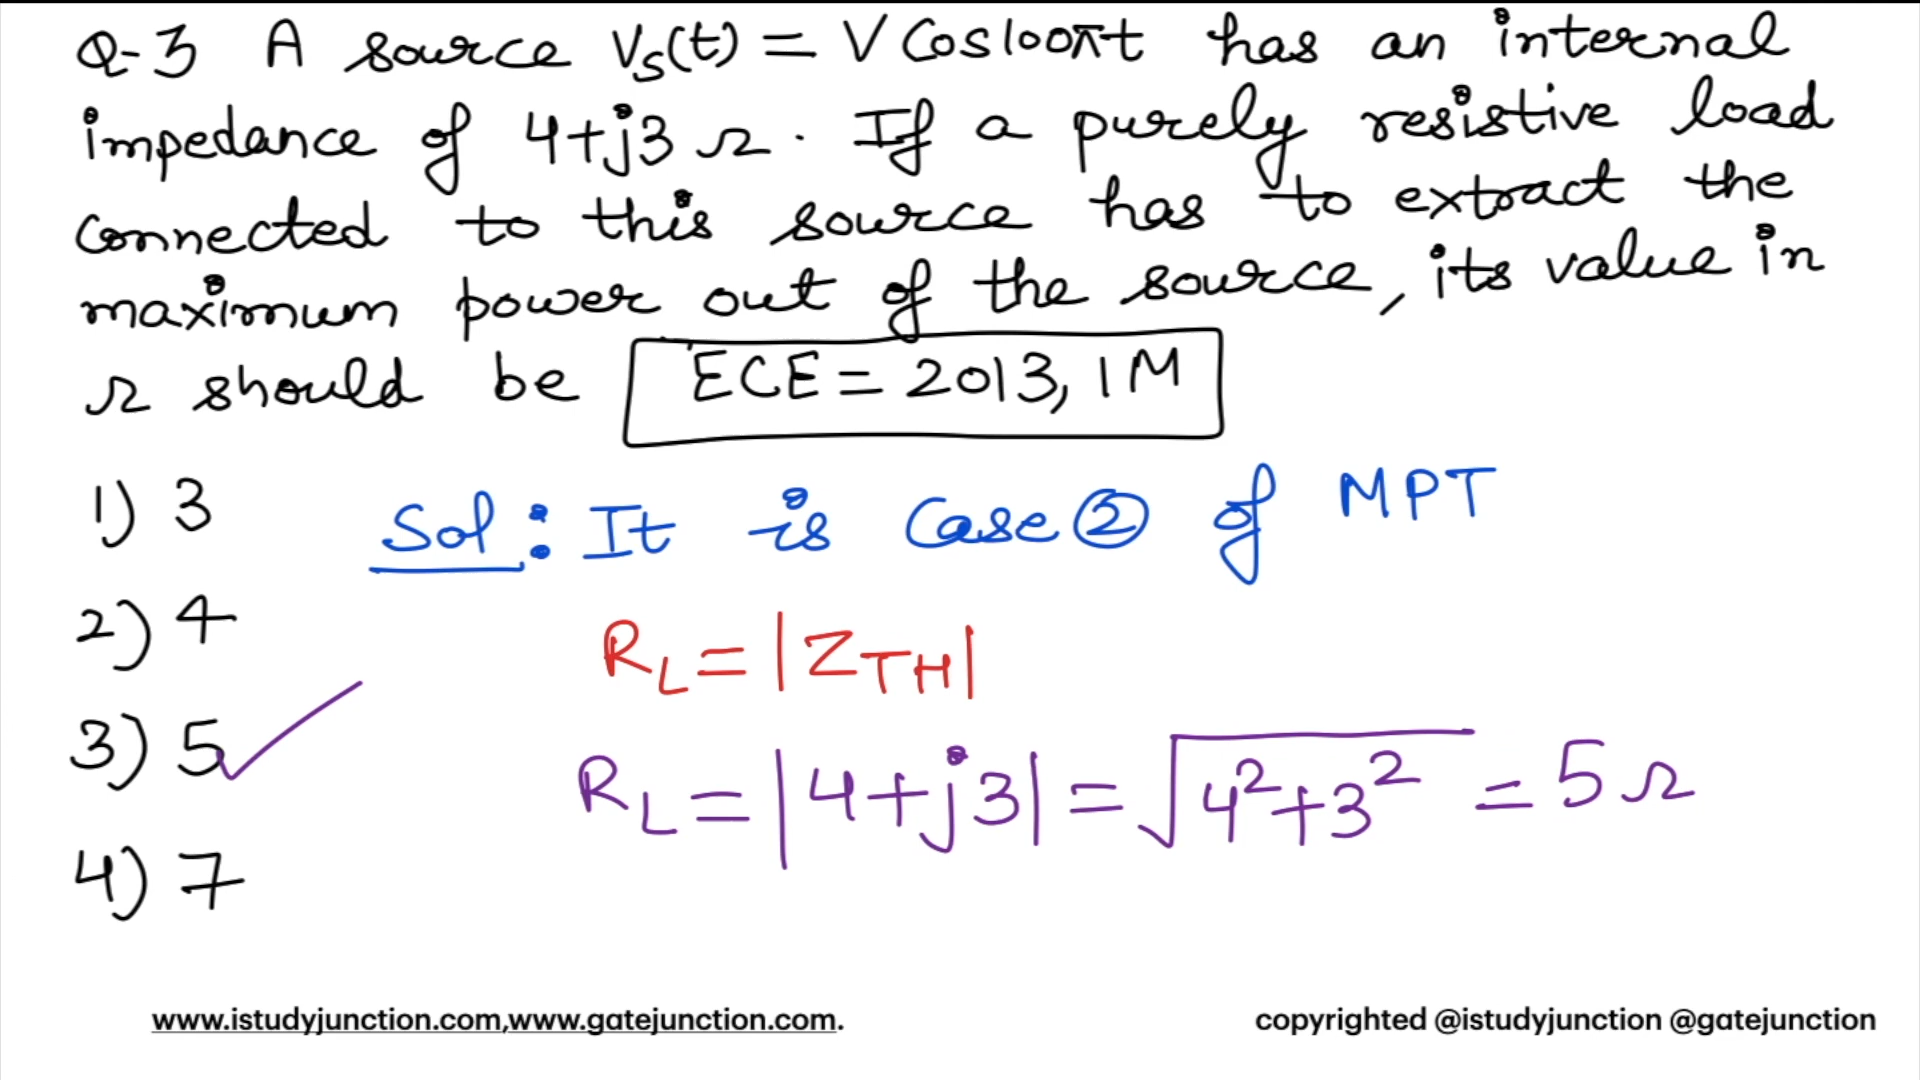 Q-3 A source Vs(t) = V Cos100πt has an internal
impedance of 4+j3 Ω. If a purely resistive load
connected to this source has to extract the
maximum power out of the source, its value in
Ω should be ECE = 2013, 1M
1) 3
Sol: It is Case ② of MPT
2) 4
R_L = |Z_TH|
3) 5 ✓
R_L = |4+j3| = √4²+3² = 5 Ω
4) 7
www.istudyjunction.com,www.gatejunction.com.
copyrighted @istudyjunction @gatejunction